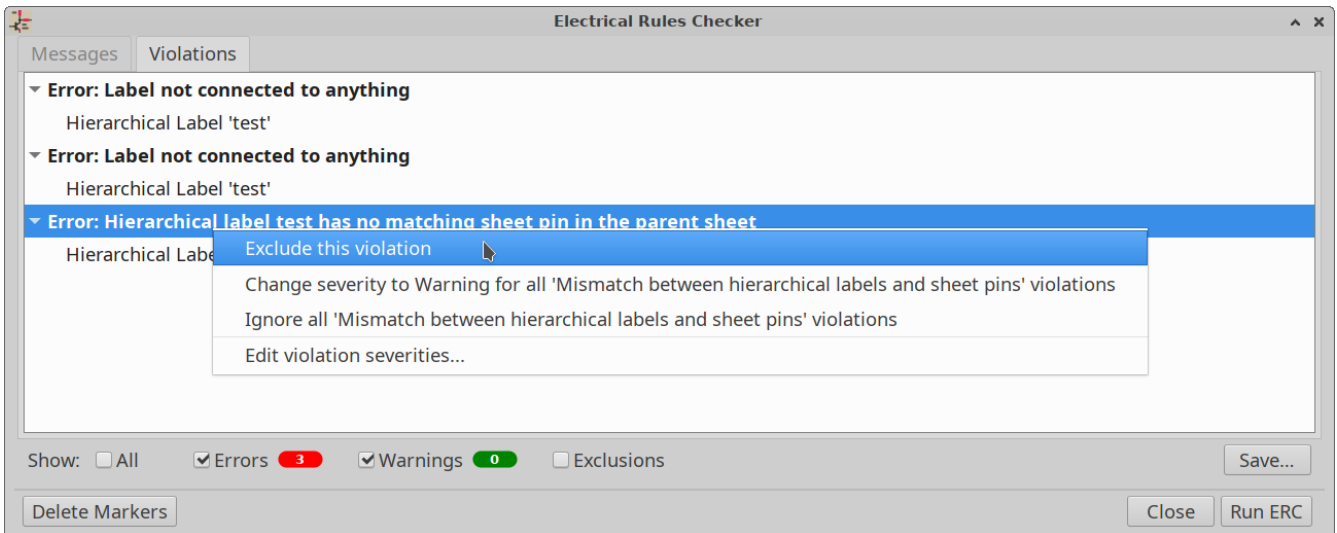 Electrical Rules Checker
Messages Violations
Error: Label not connected to anything
Hierarchical Label 'test'
Error: Label not connected to anything
Hierarchical Label 'test'
Error: Hierarchical label test has no matching sheet pin in the parent sheet
Hierarchical
Exclude this violation
Change severity to Warning for all 'Mismatch between hierarchical labels and sheet pins' violations
Ignore all 'Mismatch between hierarchical labels and sheet pins' violations
Edit violation severities...
Show: All Errors 3 Warnings 0 Exclusions Save...
Delete Markers Close Run ERC